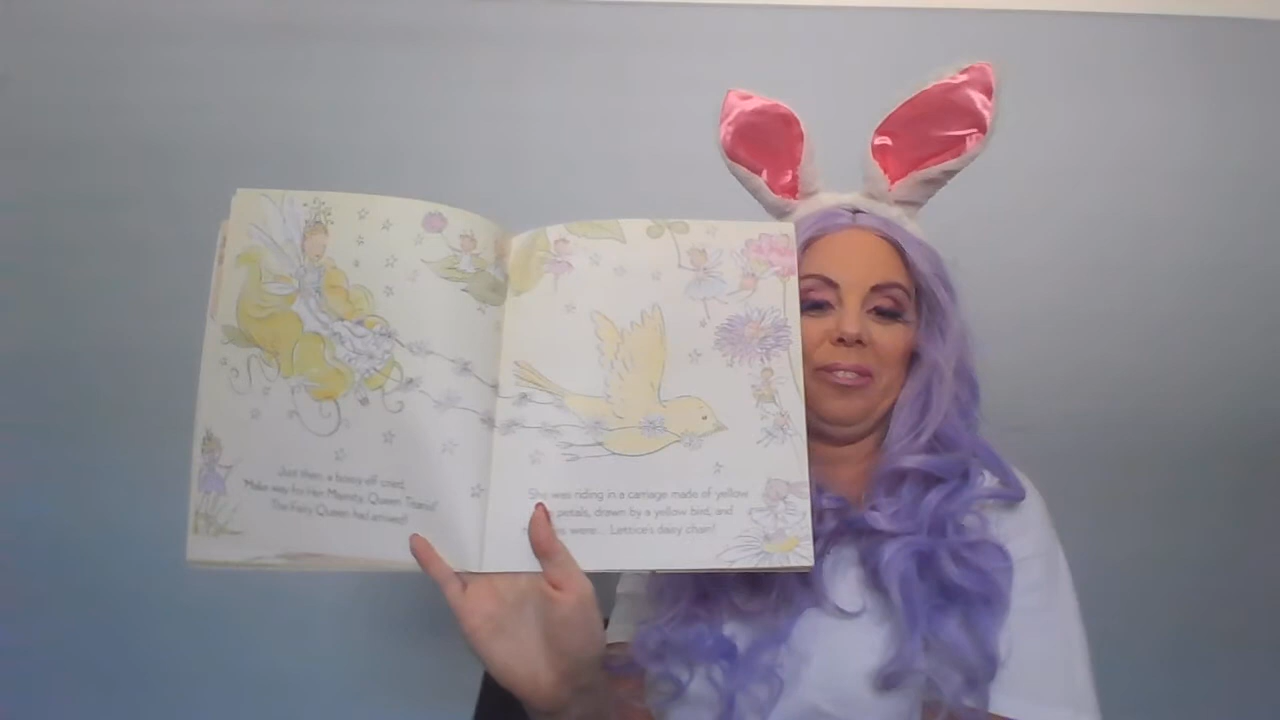 Just then, a bossy elf cried,
"Make way for Her Majesty, Queen Titania!"
The Fairy Queen had arrived!
She was riding in a carriage made of yellow
petals, drawn by a yellow bird, and
were... Lettice's daisy chain!